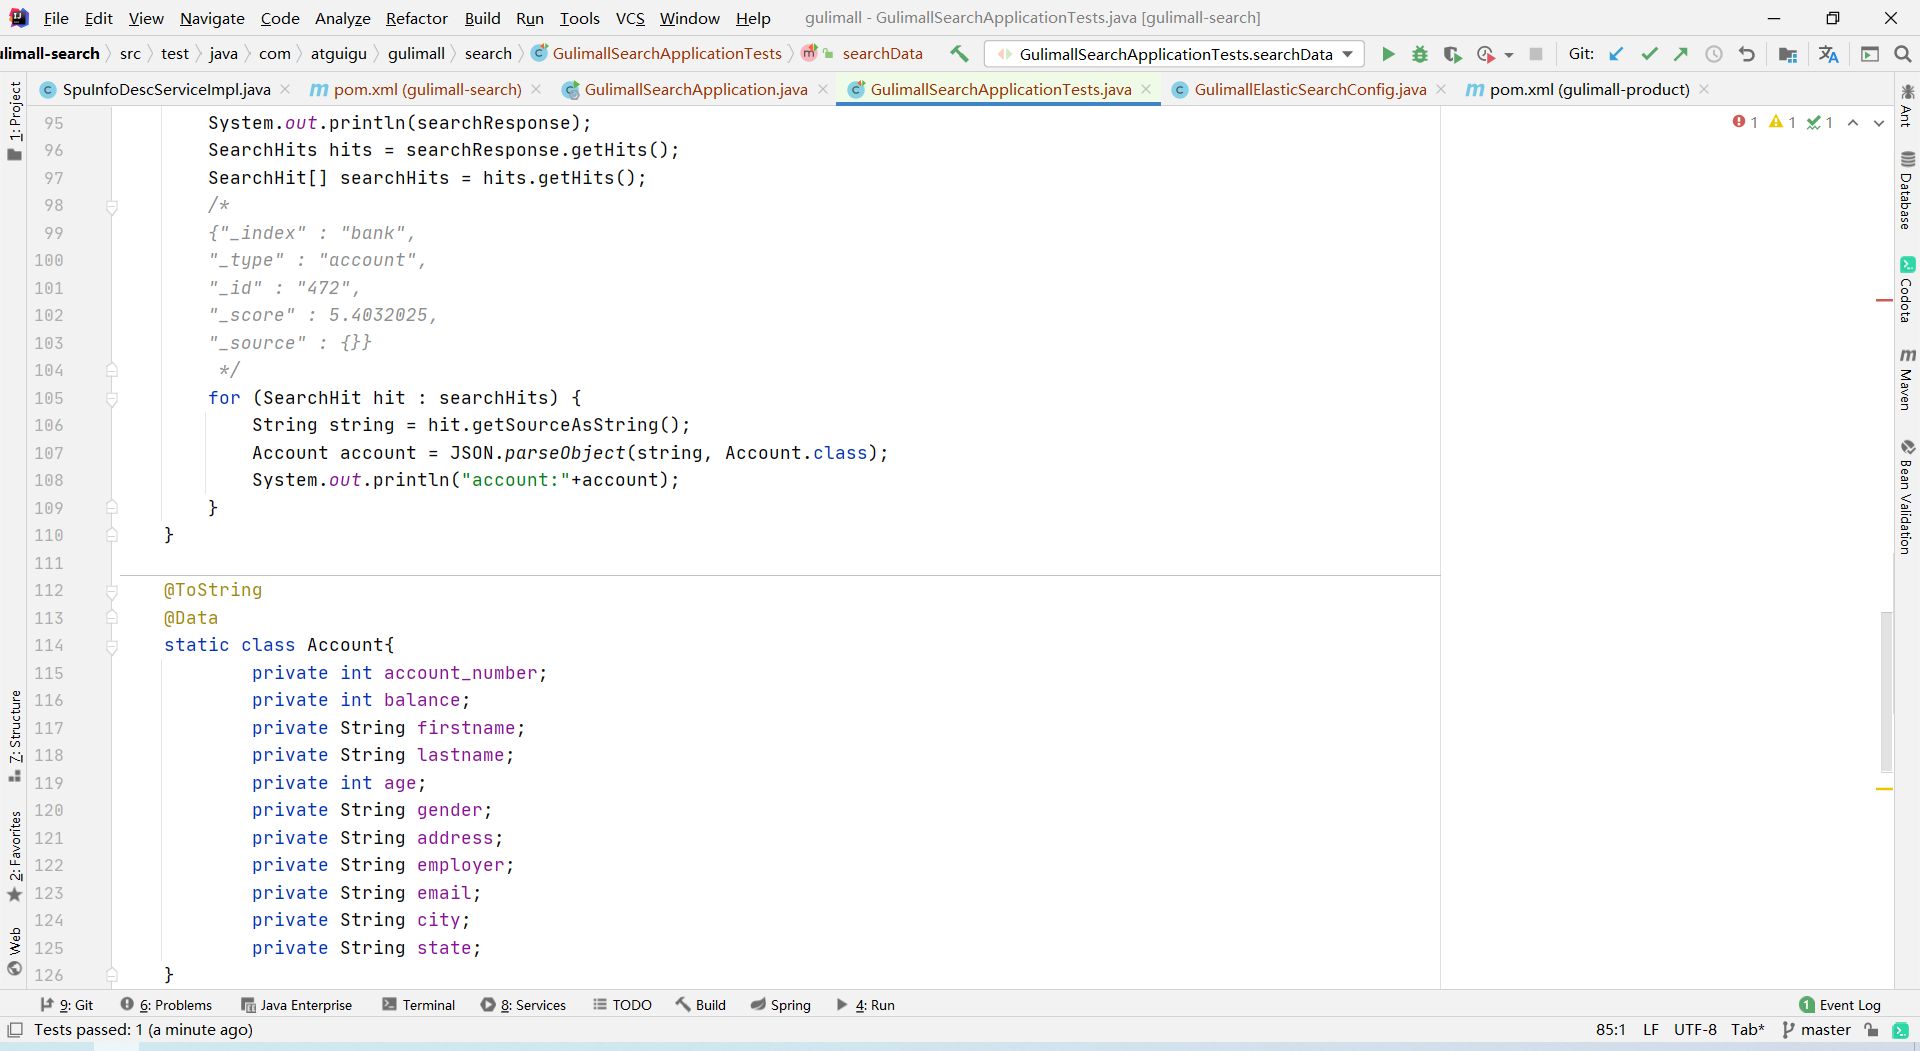 File Edit View Navigate Code Analyze Refactor Build Run Tools VCS Window Help gulimall - GulimallSearchApplicationTests.java [gulimall-search]
ulimall-search src test java com atguigu gulimall search GulimallSearchApplicationTests searchData GulimallSearchApplicationTests.searchData Git:
SpuInfoDescServiceImpl.java pom.xml (gulimall-search) GulimallSearchApplication.java GulimallSearchApplicationTests.java GulimallElasticSearchConfig.java pom.xml (gulimall-product)
1: Project
7: Structure
2: Favorites
Web
1 1 1
95 System.out.println(searchResponse);
96 SearchHits hits = searchResponse.getHits();
97 SearchHit[] searchHits = hits.getHits();
98 /*
99 {"_index" : "bank",
100 "_type" : "account",
101 "_id" : "472",
102 "_score" : 5.4032025,
103 "_source" : {}}
104 */
105 for (SearchHit hit : searchHits) {
106 String string = hit.getSourceAsString();
107 Account account = JSON.parseObject(string, Account.class);
108 System.out.println("account:"+account);
109 }
110 }
111
112 @ToString
113 @Data
114 static class Account{
115 private int account_number;
116 private int balance;
117 private String firstname;
118 private String lastname;
119 private int age;
120 private String gender;
121 private String address;
122 private String employer;
123 private String email;
124 private String city;
125 private String state;
126 }
Ant
Database
Codota
Maven
Bean Validation
9: Git 6: Problems Java Enterprise Terminal 8: Services TODO Build Spring 4: Run 1 Event Log
Tests passed: 1 (a minute ago) 85:1 LF UTF-8 Tab* master